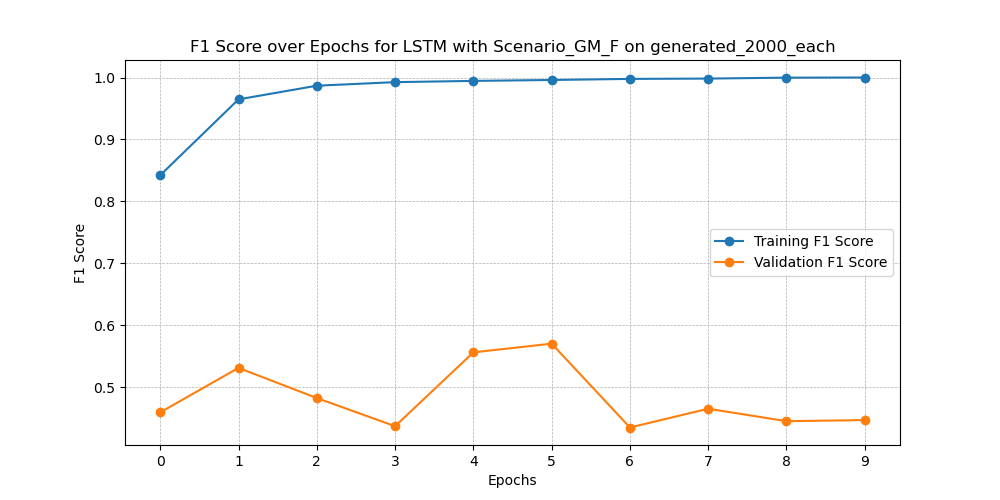 F1 Score over Epochs for LSTM with Scenario_GM_F on generated_2000_each
F1 Score
1.0
0.9
0.8
0.7
0.6
0.5
Training F1 Score
Validation F1 Score
0 1 2 3 4 5 6 7 8 9
Epochs